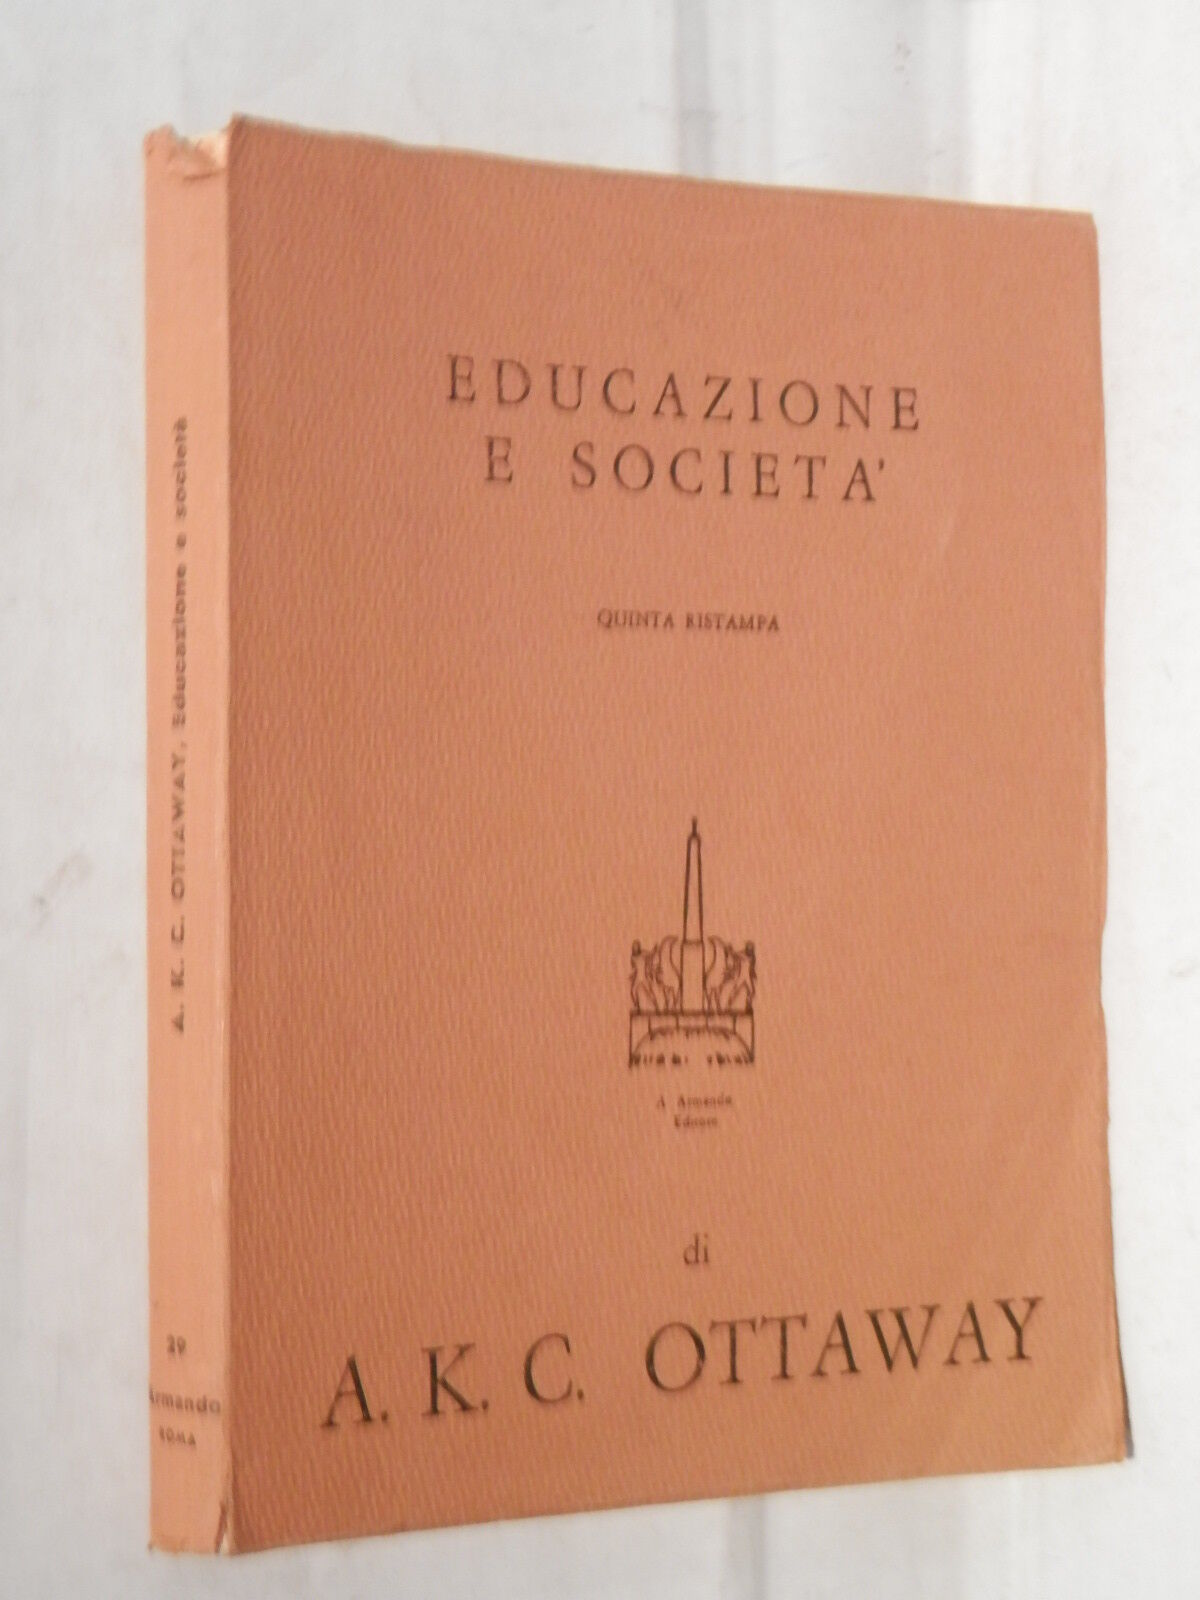 EDUCAZIONE
E SOCIETA'
QUINTA RISTAMPA
A Armando
Editore
di
A. K. C. OTTAWAY
A. K. C. OTTAWAY, Educazione e società
29
Armando
ROMA